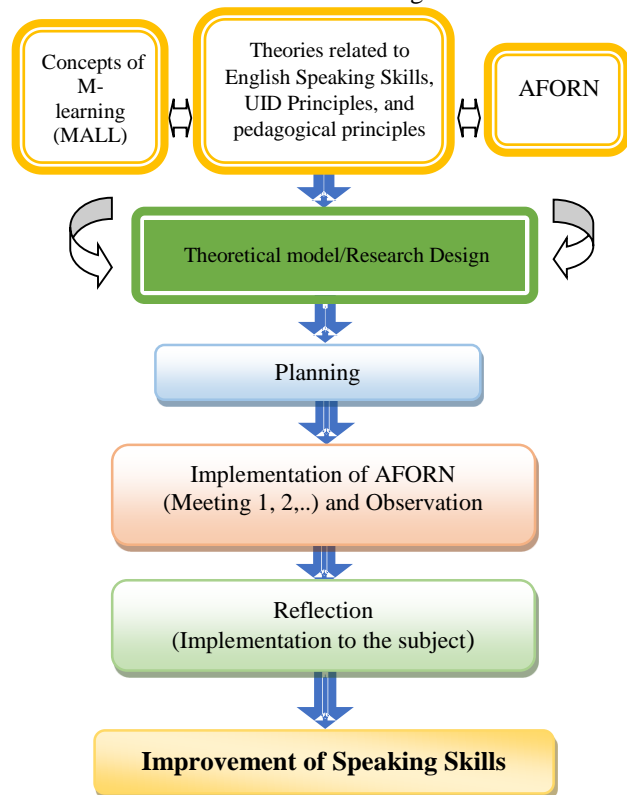 Concepts of
M-
learning
(MALL)
Theories related to
English Speaking Skills,
UID Principles, and
pedagogical principles
AFORN
Theoretical model/Research Design
Planning
Implementation of AFORN
(Meeting 1, 2,..) and Observation
Reflection
(Implementation to the subject)
Improvement of Speaking Skills